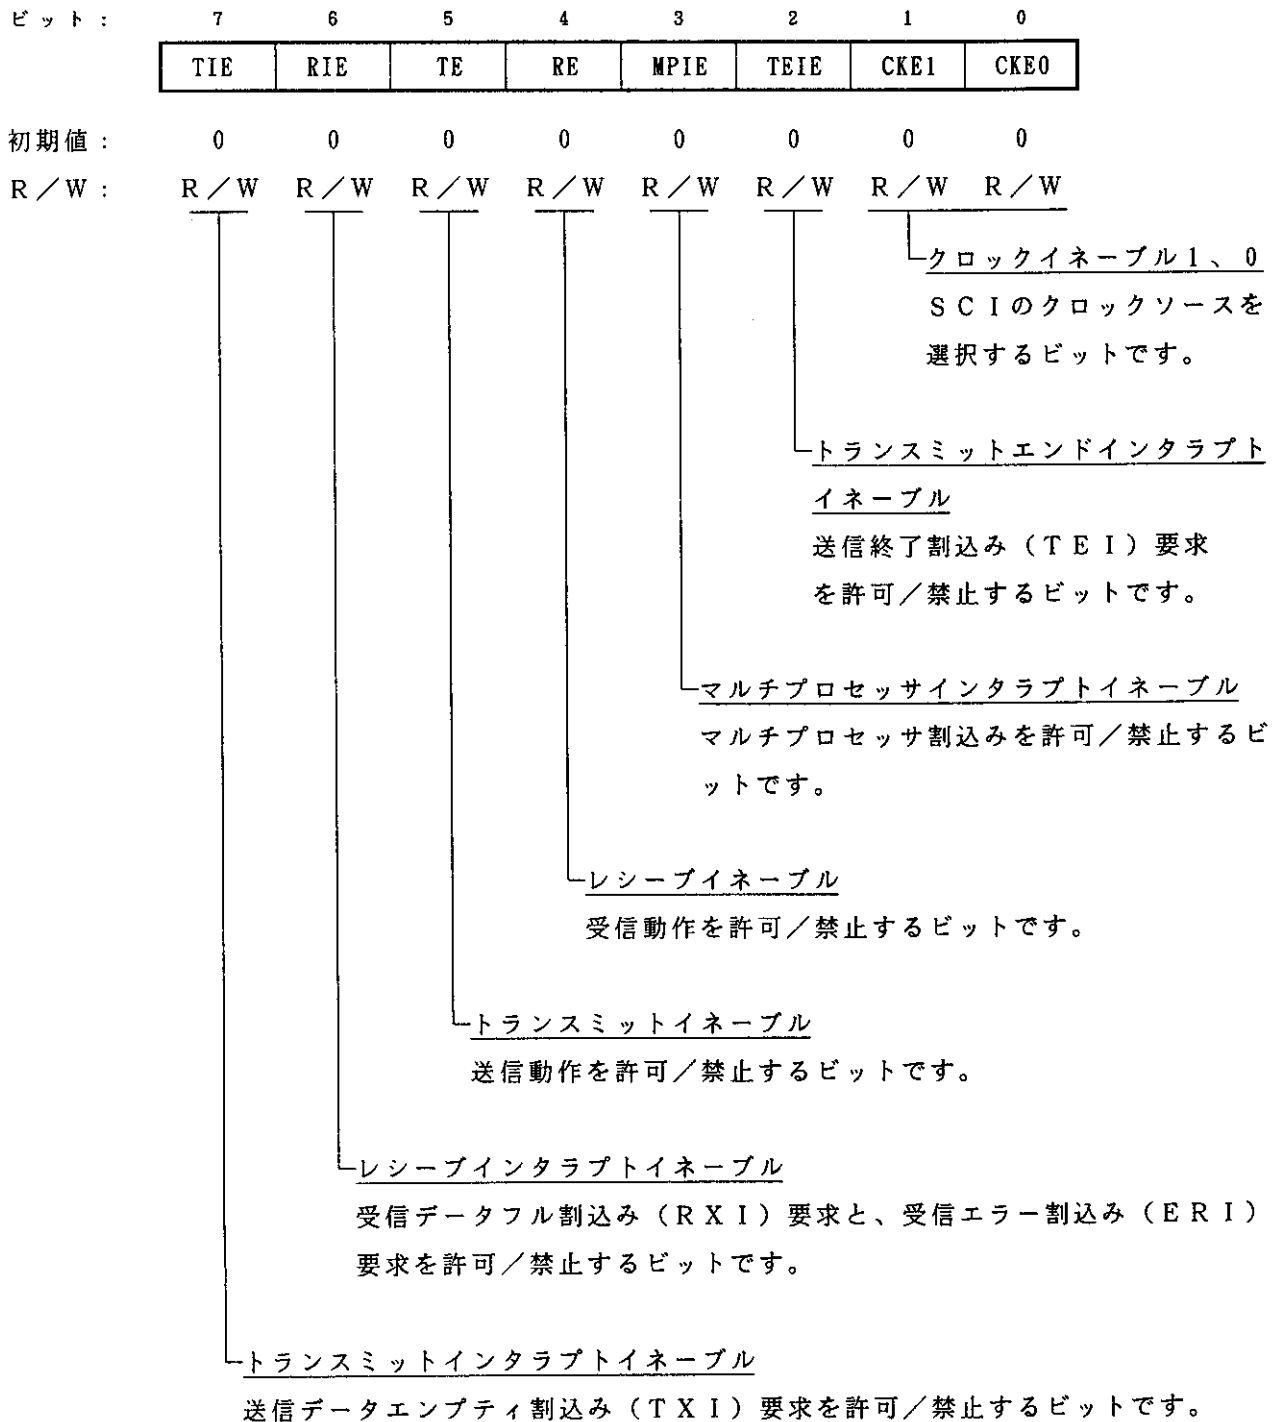 ビット： 7 6 5 4 3 2 1 0
TIE RIE TE RE MPIE TEIE CKE1 CKE0
初期値： 0 0 0 0 0 0 0 0
R／W： R／W R／W R／W R／W R／W R／W R／W R／W
クロックイネーブル1、0
SCIのクロックソースを
選択するビットです。
トランスミットエンドインタラプト
イネーブル
送信終了割込み（TEI）要求
を許可／禁止するビットです。
マルチプロセッサインタラプトイネーブル
マルチプロセッサ割込みを許可／禁止するビ
ットです。
レシーブイネーブル
受信動作を許可／禁止するビットです。
トランスミットイネーブル
送信動作を許可／禁止するビットです。
レシーブインタラプトイネーブル
受信データフル割込み（RXI）要求と、受信エラー割込み（ERI）
要求を許可／禁止するビットです。
トランスミットインタラプトイネーブル
送信データエンプティ割込み（TXI）要求を許可／禁止するビットです。